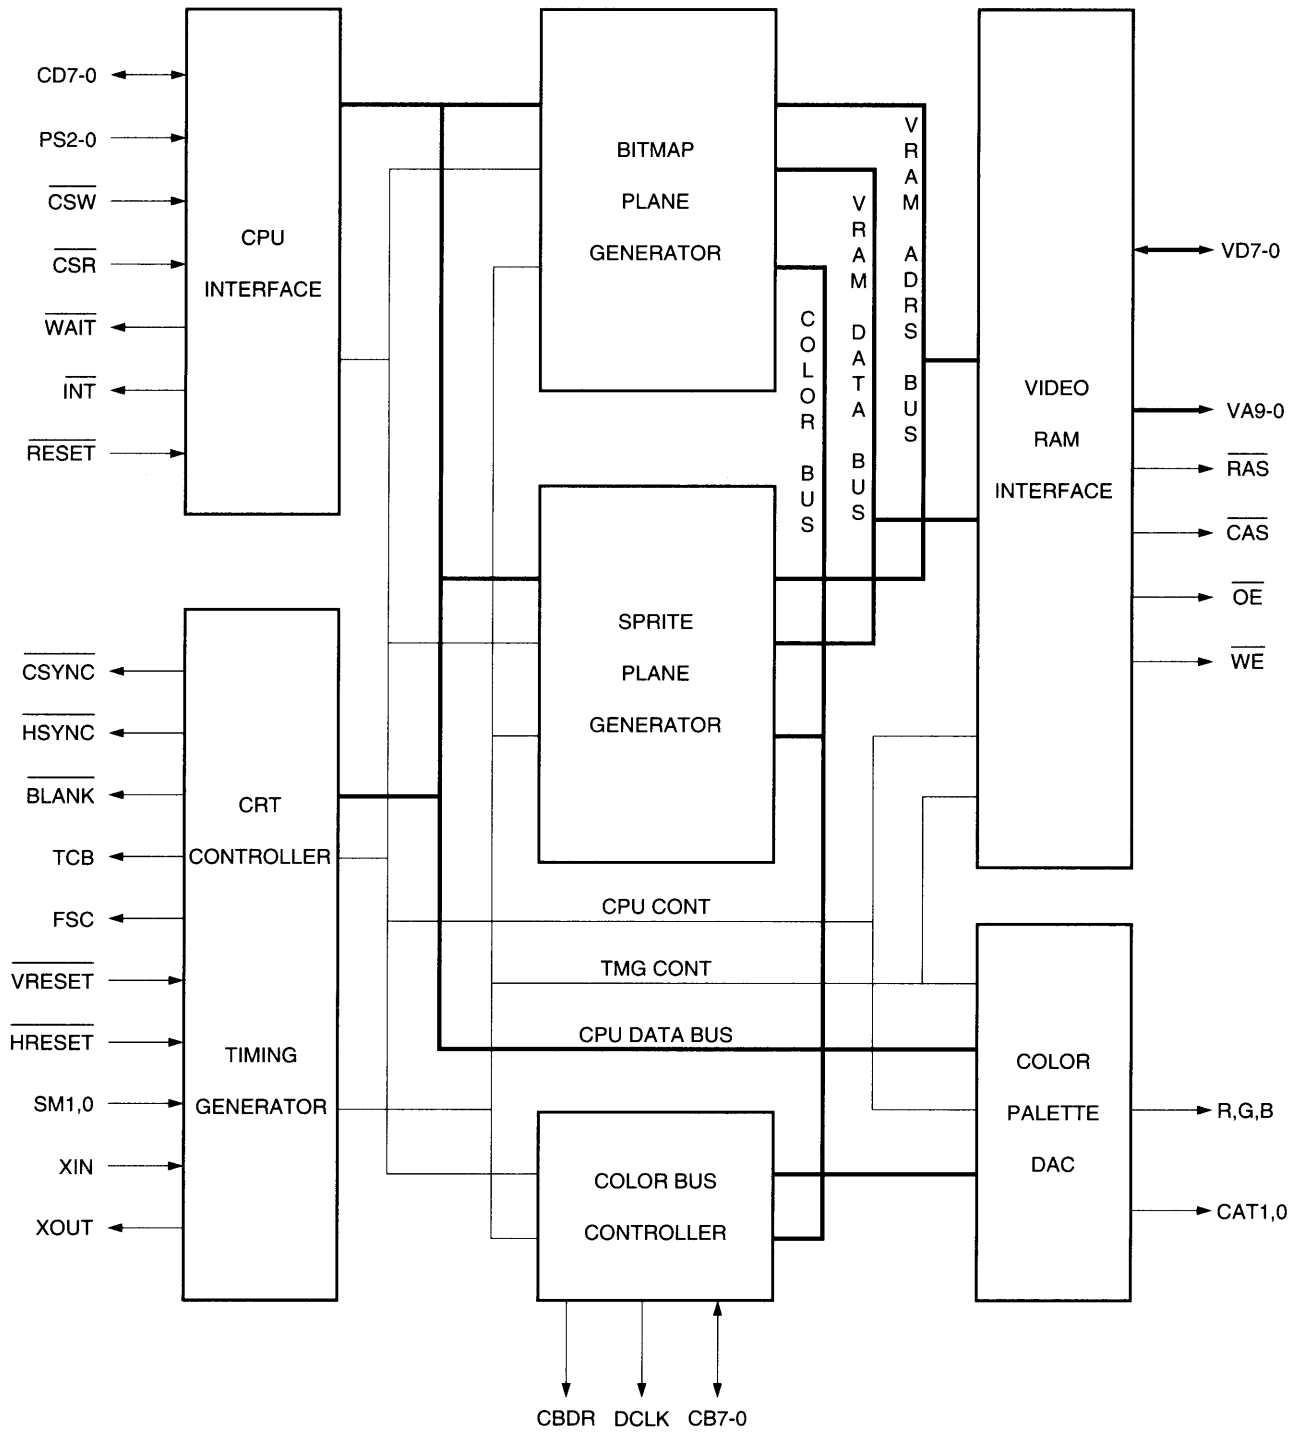 CD7-0
PS2-0
CSW
CSR
WAIT
INT
RESET
CPU
INTERFACE
BITMAP
PLANE
GENERATOR
COLOR BUS
VRAM DATA BUS
VRAM ADRS BUS
VIDEO
RAM
INTERFACE
VD7-0
VA9-0
RAS
CAS
OE
WE
SPRITE
PLANE
GENERATOR
CSYNC
HSYNC
BLANK
TCB
FSC
VRESET
HRESET
SM1,0
XIN
XOUT
CRT
CONTROLLER
TIMING
GENERATOR
CPU CONT
TMG CONT
CPU DATA BUS
COLOR BUS
CONTROLLER
COLOR
PALETTE
DAC
R,G,B
CAT1,0
CBDR
DCLK
CB7-0